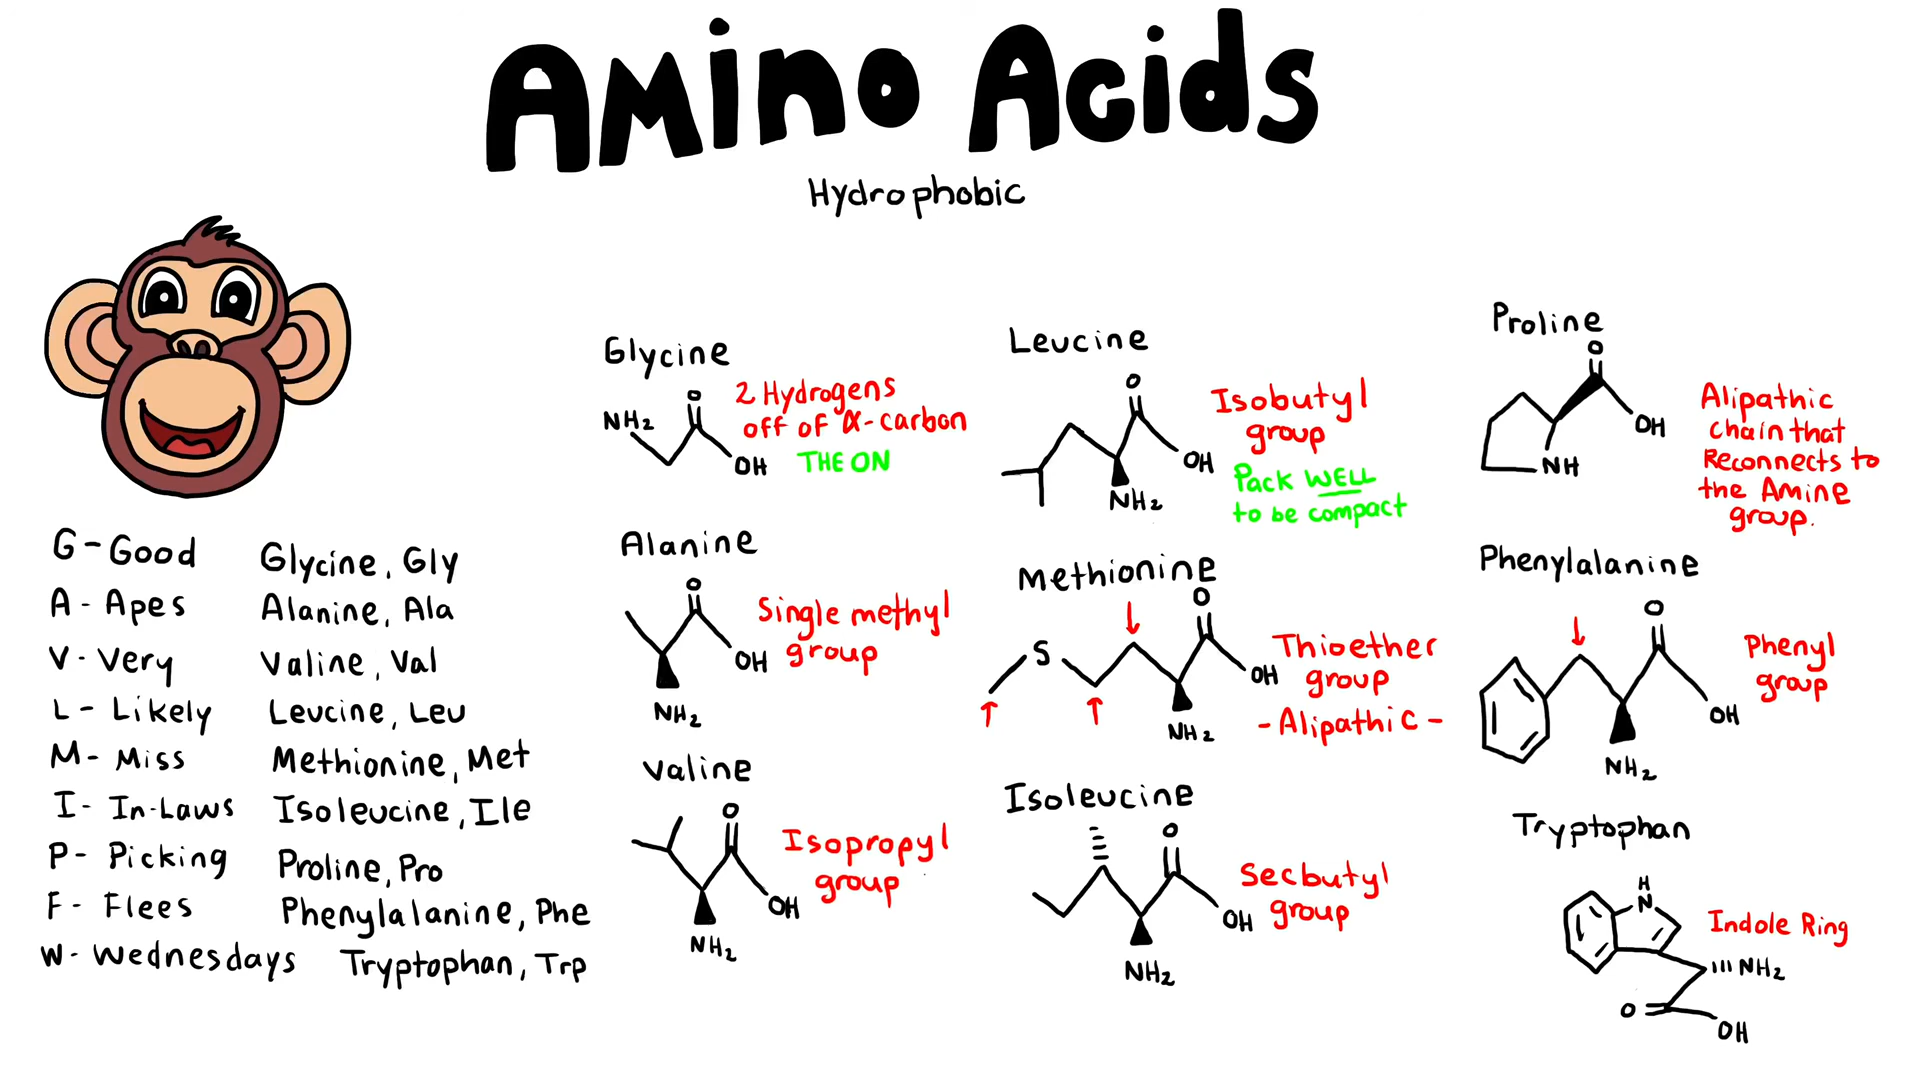 Amino Acids
Hydrophobic
G - Good Glycine, Gly
A - Apes Alanine, Ala
V - Very Valine, Val
L - Likely Leucine, Leu
M - Miss Methionine, Met
I - In-Laws Isoleucine, Ile
P - Picking Proline, Pro
F - Flees Phenylalanine, Phe
W - Wednesdays Tryptophan, Trp
Glycine
O
NH2
OH
2 Hydrogens
off of α-carbon
THE ON
Alanine
O
OH
NH2
Single methyl
group
Valine
O
OH
NH2
Isopropyl
group
Leucine
O
OH
NH2
Isobutyl
group
Pack WELL
to be compact
Methionine
O
S
OH
NH2
Thioether
group
- Alipathic -
Isoleucine
O
OH
NH2
Secbutyl
group
Proline
O
OH
NH
Alipathic
chain that
Reconnects to
the Amine
group.
Phenylalanine
O
OH
NH2
Phenyl
group
Tryptophan
H
N
NH2
O
OH
Indole Ring